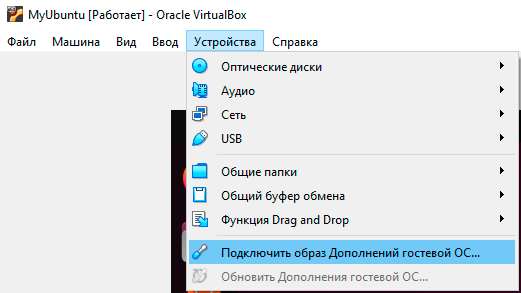 MyUbuntu [Работает] - Oracle VirtualBox
Файл Машина Вид Ввод Устройства Справка
Оптические диски
Аудио
Сеть
USB
Общие папки
Общий буфер обмена
Функция Drag and Drop
Подключить образ Дополнений гостевой ОС...
Обновить Дополнения гостевой ОС...